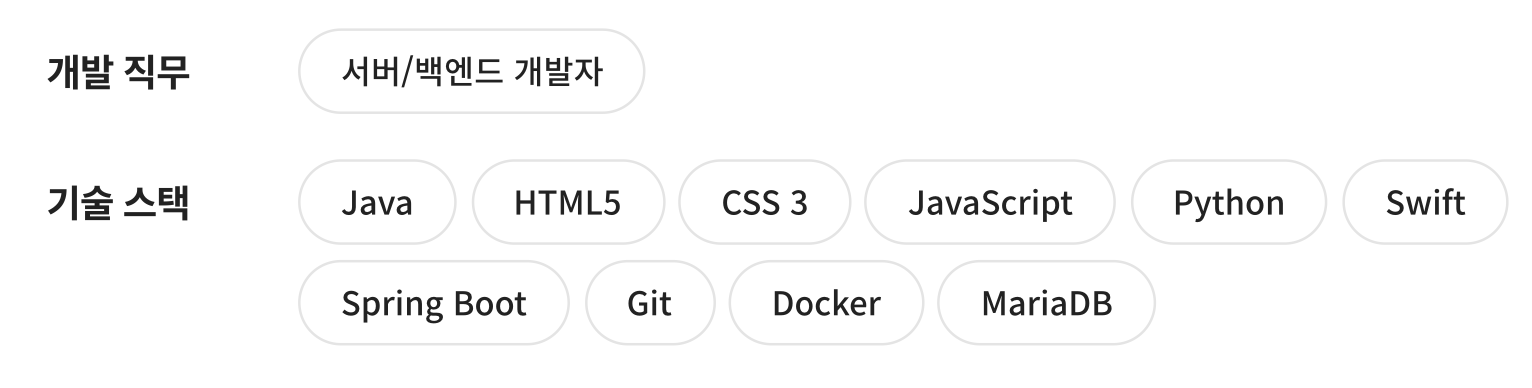 개발 직무 서버/백엔드 개발자
기술 스택 Java HTML5 CSS 3 JavaScript Python Swift
Spring Boot Git Docker MariaDB